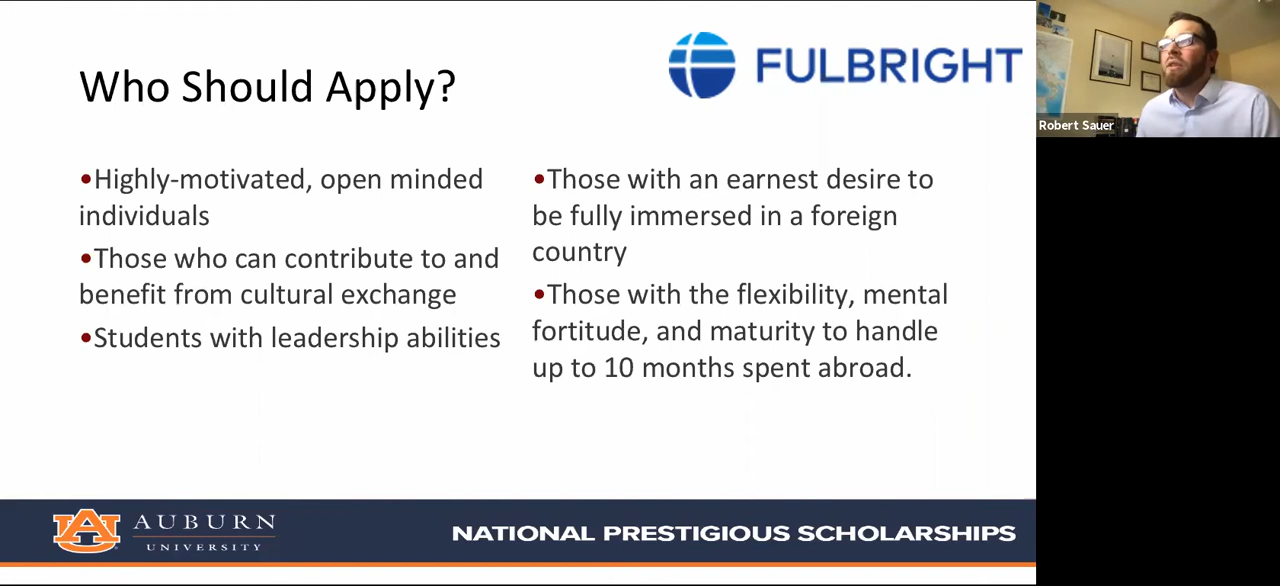 Who Should Apply?
FULBRIGHT
•Highly-motivated, open minded
individuals
•Those who can contribute to and
benefit from cultural exchange
•Students with leadership abilities
•Those with an earnest desire to
be fully immersed in a foreign
country
•Those with the flexibility, mental
fortitude, and maturity to handle
up to 10 months spent abroad.
Robert Sauer
AU
AUBURN
UNIVERSITY
NATIONAL PRESTIGIOUS SCHOLARSHIPS